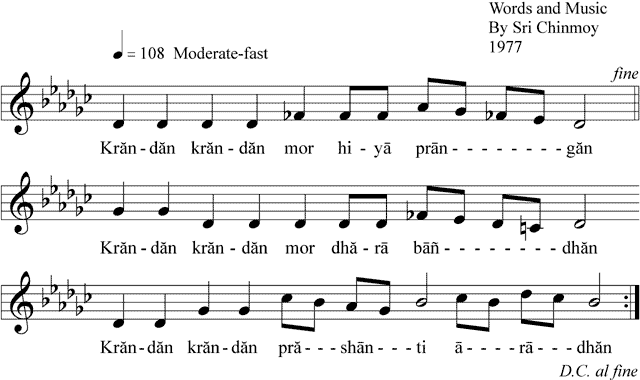 Words and Music
By Sri Chinmoy
1977
♩ = 108 Moderate-fast
fine
Krăn-dăn krăn-dăn mor hi-yā prān---------găn
Krăn-dăn krăn-dăn mor dhă-rā bāñ--------dhăn
Krăn-dăn krăn-dăn pră----shān----ti ā----rā--dhăn
D.C. al fine